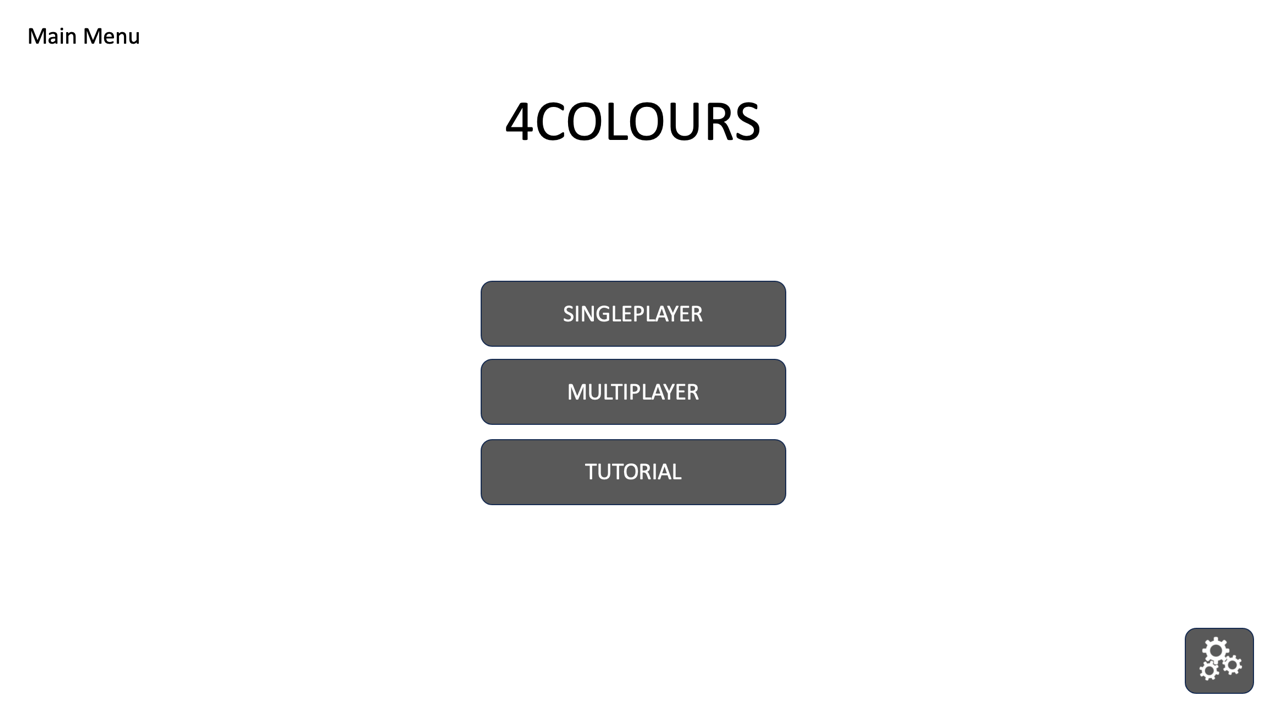 Main Menu
4COLOURS
SINGLEPLAYER
MULTIPLAYER
TUTORIAL